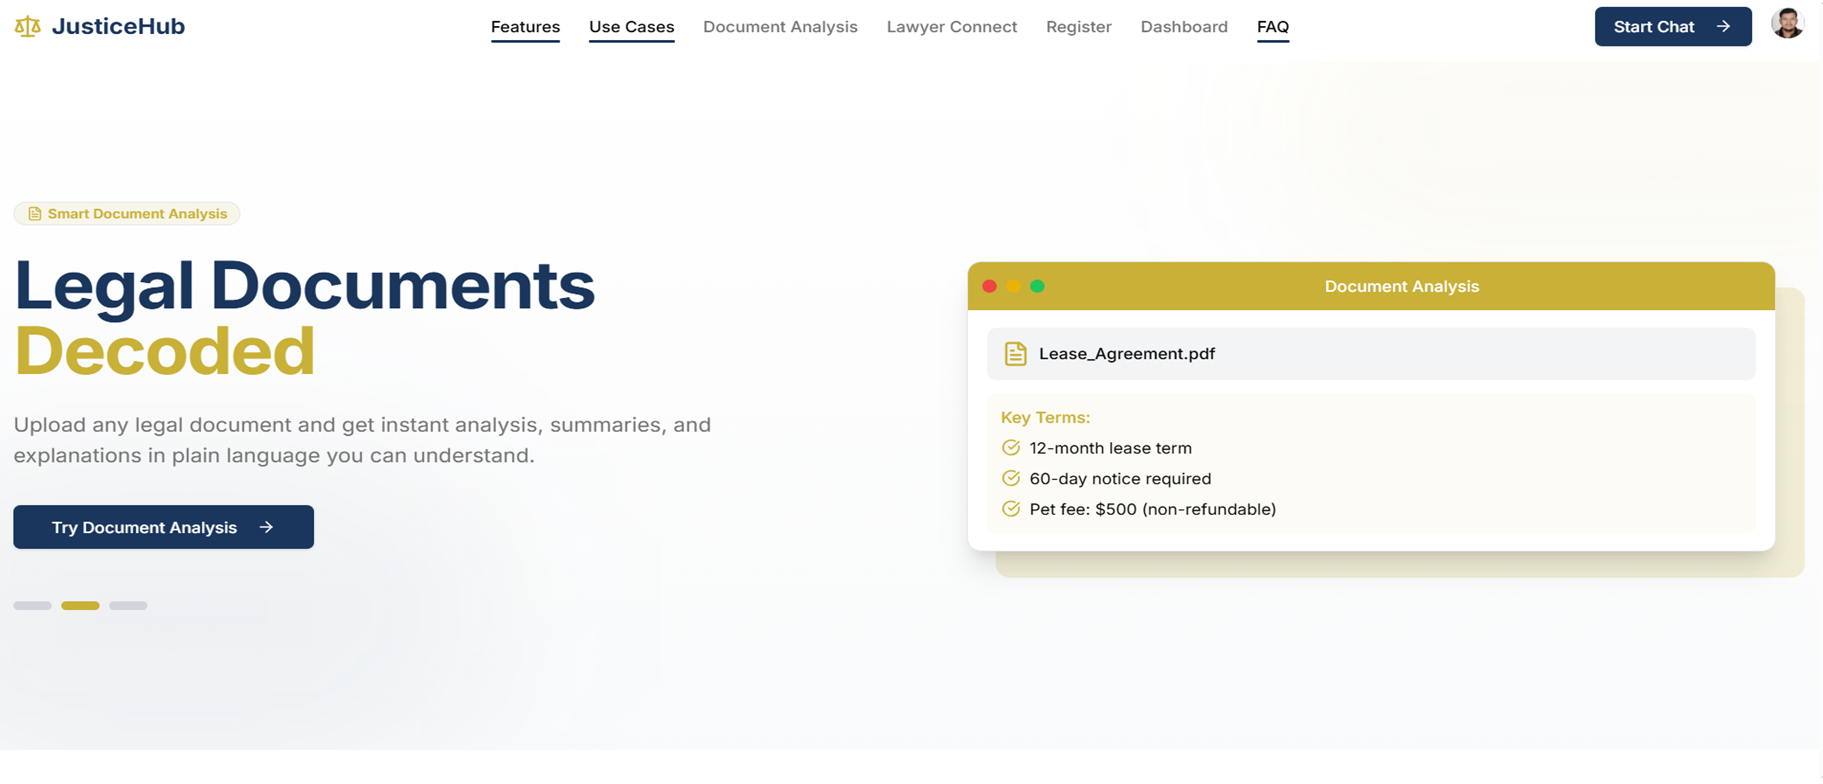 JusticeHub
Features Use Cases Document Analysis Lawyer Connect Register Dashboard FAQ
Start Chat
Smart Document Analysis
Legal Documents
Decoded
Upload any legal document and get instant analysis, summaries, and
explanations in plain language you can understand.
Try Document Analysis
Document Analysis
Lease_Agreement.pdf
Key Terms:
12-month lease term
60-day notice required
Pet fee: $500 (non-refundable)